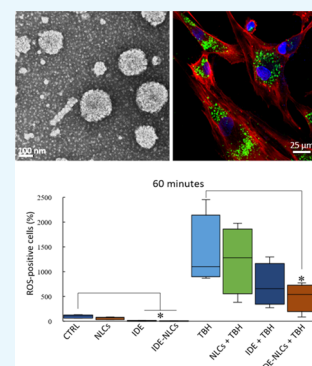 100 nm
25 µm
60 minutes
ROS-positive cells (%)
2500
2000
1500
1000
500
0
*
*
CTRL
NLCs
IDE
IDE-NLCs
TBH
NLCs + TBH
IDE + TBH
IDE-NLCs + TBH